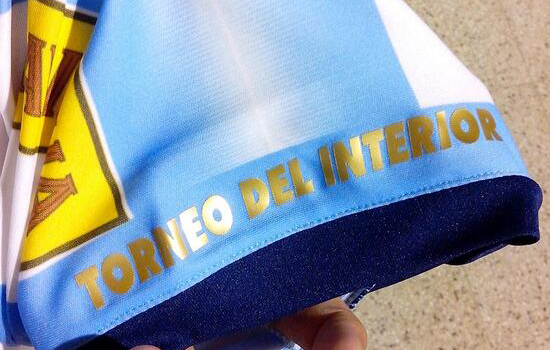 TORNEO DEL INTERIOR